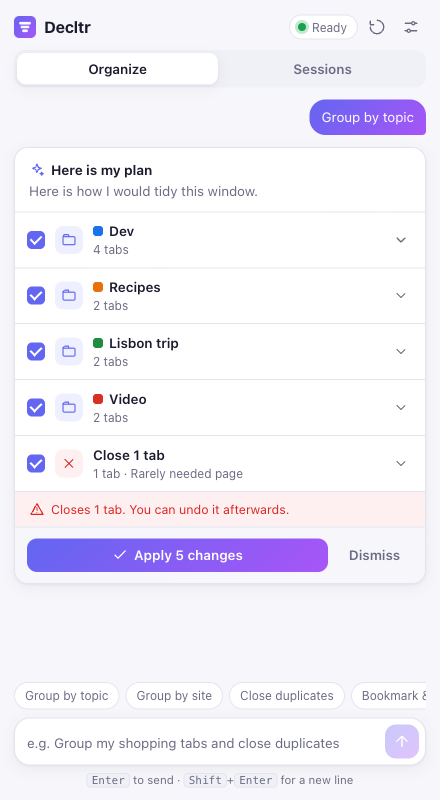 Decltr
Ready
Organize
Sessions
Group by topic
Here is my plan
Here is how I would tidy this window.
Dev
4 tabs
Recipes
2 tabs
Lisbon trip
2 tabs
Video
2 tabs
Close 1 tab
1 tab · Rarely needed page
Closes 1 tab. You can undo it afterwards.
Apply 5 changes
Dismiss
Group by topic
Group by site
Close duplicates
Bookmark &
e.g. Group my shopping tabs and close duplicates
Enter to send · Shift+Enter for a new line